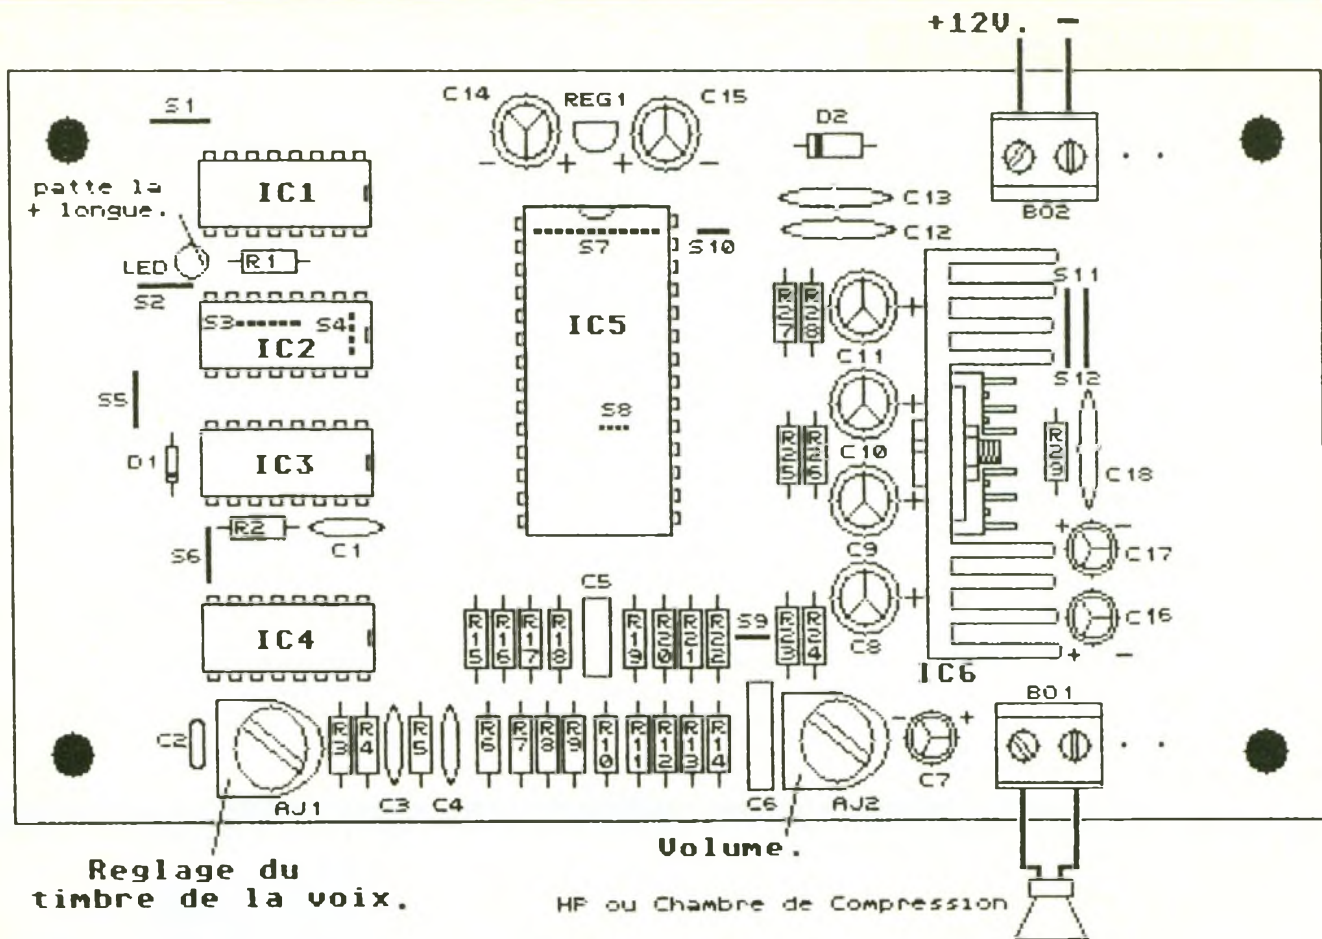 +12V. -
C14
REG1
C15
S1
D2
patte la
+ longue.
IC1
C13
BO2
C12
S7
S10
LED
R1
S2
S11
S3
S4
IC5
R27
R28
IC2
C11
S12
S5
S8
D1
IC3
R25
R26
C10
R29
C18
R2
C1
S6
C9
C17
C5
IC4
R15
R16
R17
R18
R19
R20
R21
R22
S9
R23
R24
C8
C16
IC6
BO1
C2
R3
R4
R5
R6
R7
R8
R9
R10
R11
R12
R13
R14
C7
AJ1
C3
C4
C6
AJ2
Reglage du
timbre de la voix.
Volume.
HP ou Chambre de Compression